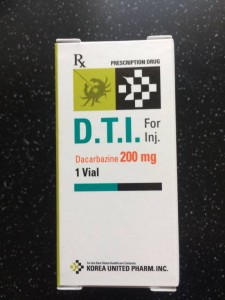 Rx PRESCRIPTION DRUG
D.T.I. For Inj.
Dacarbazine 200 mg
1 Vial
KOREA UNITED PHARM. INC.